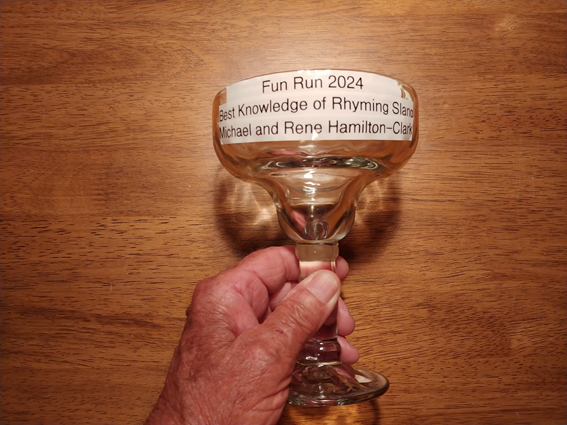 Fun Run 2024
Best Knowledge of Rhyming Slang
Michael and Rene Hamilton-Clark